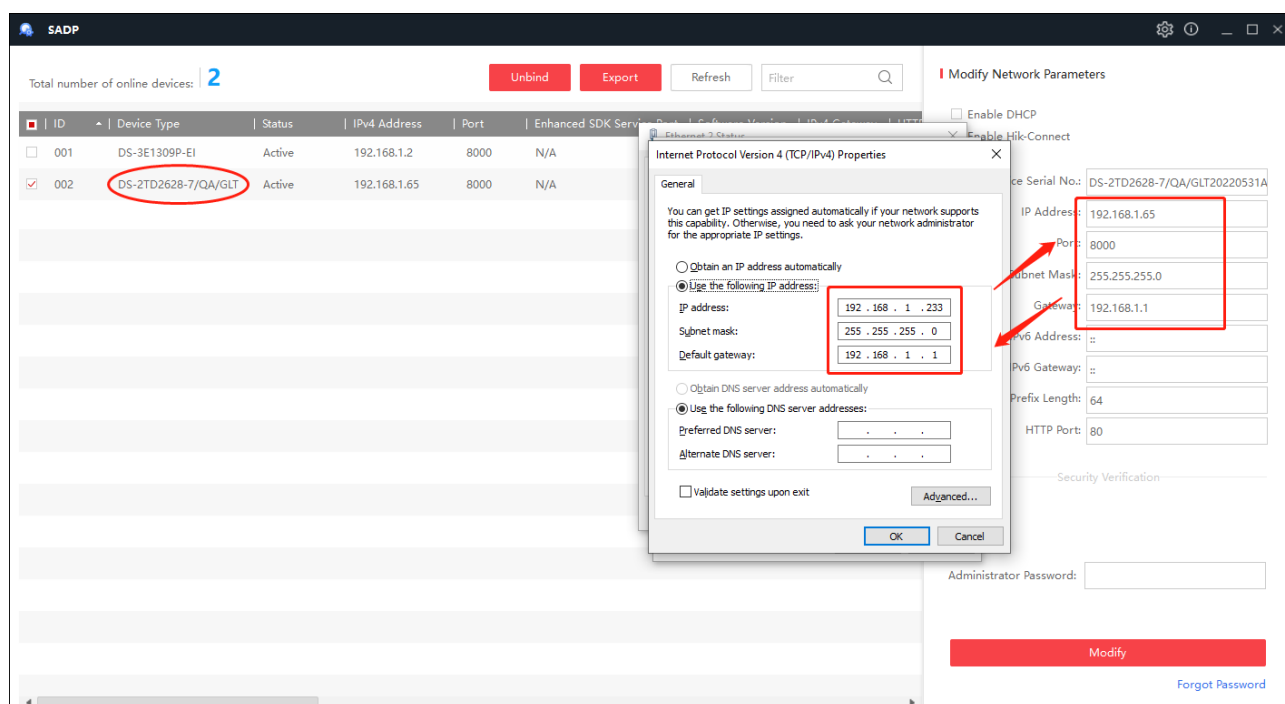 SADP
Total number of online devices: 2
Unbind
Export
Refresh
Filter
ID
Device Type
Status
IPv4 Address
Port
Enhanced SDK Service Port
Software Version
IPv4 Gateway
HTTP
001
DS-3E1309P-EI
Active
192.168.1.2
8000
N/A
002
DS-2TD2628-7/QA/GLT
Active
192.168.1.65
8000
N/A
Ethernet 2 Status
Internet Protocol Version 4 (TCP/IPv4) Properties
General
You can get IP settings assigned automatically if your network supports
this capability. Otherwise, you need to ask your network administrator
for the appropriate IP settings.
Obtain an IP address automatically
Use the following IP address:
IP address: 192 . 168 . 1 . 233
Subnet mask: 255 . 255 . 255 . 0
Default gateway: 192 . 168 . 1 . 1
Obtain DNS server address automatically
Use the following DNS server addresses:
Preferred DNS server: . . .
Alternate DNS server: . . .
Validate settings upon exit
Advanced...
OK
Cancel
Modify Network Parameters
Enable DHCP
Enable Hik-Connect
ce Serial No.: DS-2TD2628-7/QA/GLT20220531A
IP Address: 192.168.1.65
Port: 8000
Subnet Mask: 255.255.255.0
Gateway: 192.168.1.1
IPv6 Address: ::
IPv6 Gateway: ::
Prefix Length: 64
HTTP Port: 80
Security Verification
Administrator Password:
Modify
Forgot Password